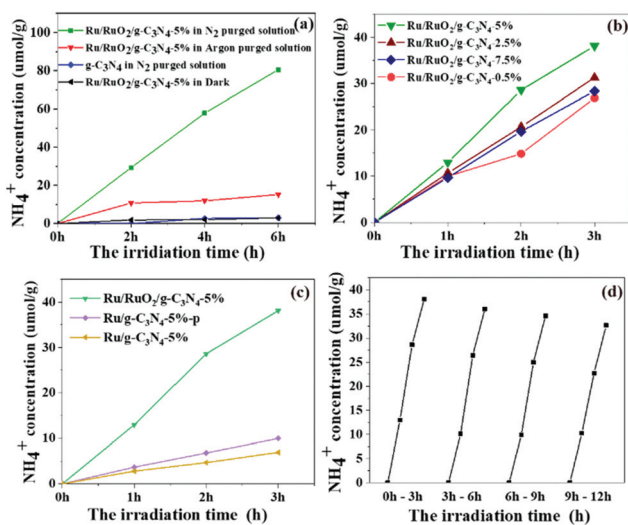 (a)
Ru/RuO2/g-C3N4-5% in N2 purged solution
Ru/RuO2/g-C3N4-5% in Argon purged solution
g-C3N4 in N2 purged solution
Ru/RuO2/g-C3N4-5% in Dark
NH4+ concentration (umol/g)
100
80
60
40
20
10
0
0h 2h 4h 6h
The irridiation time (h)
(b)
Ru/RuO2/g-C3N4-5%
Ru/RuO2/g-C3N4-2.5%
Ru/RuO2/g-C3N4-7.5%
Ru/RuO2/g-C3N4-0.5%
NH4+ concentration (umol/g)
40
30
20
10
0
0h 1h 2h 3h
The irridiation time (h)
(c)
Ru/RuO2/g-C3N4-5%
Ru/g-C3N4-5%-p
Ru/g-C3N4-5%
NH4+ concentration (umol/g)
40
30
20
10
0
0h 1h 2h 3h
The irridiation time (h)
(d)
NH4+ concentration (umol/g)
40
35
30
25
20
15
10
5
0
0h - 3h 3h - 6h 6h - 9h 9h - 12h
The irridiation time (h)